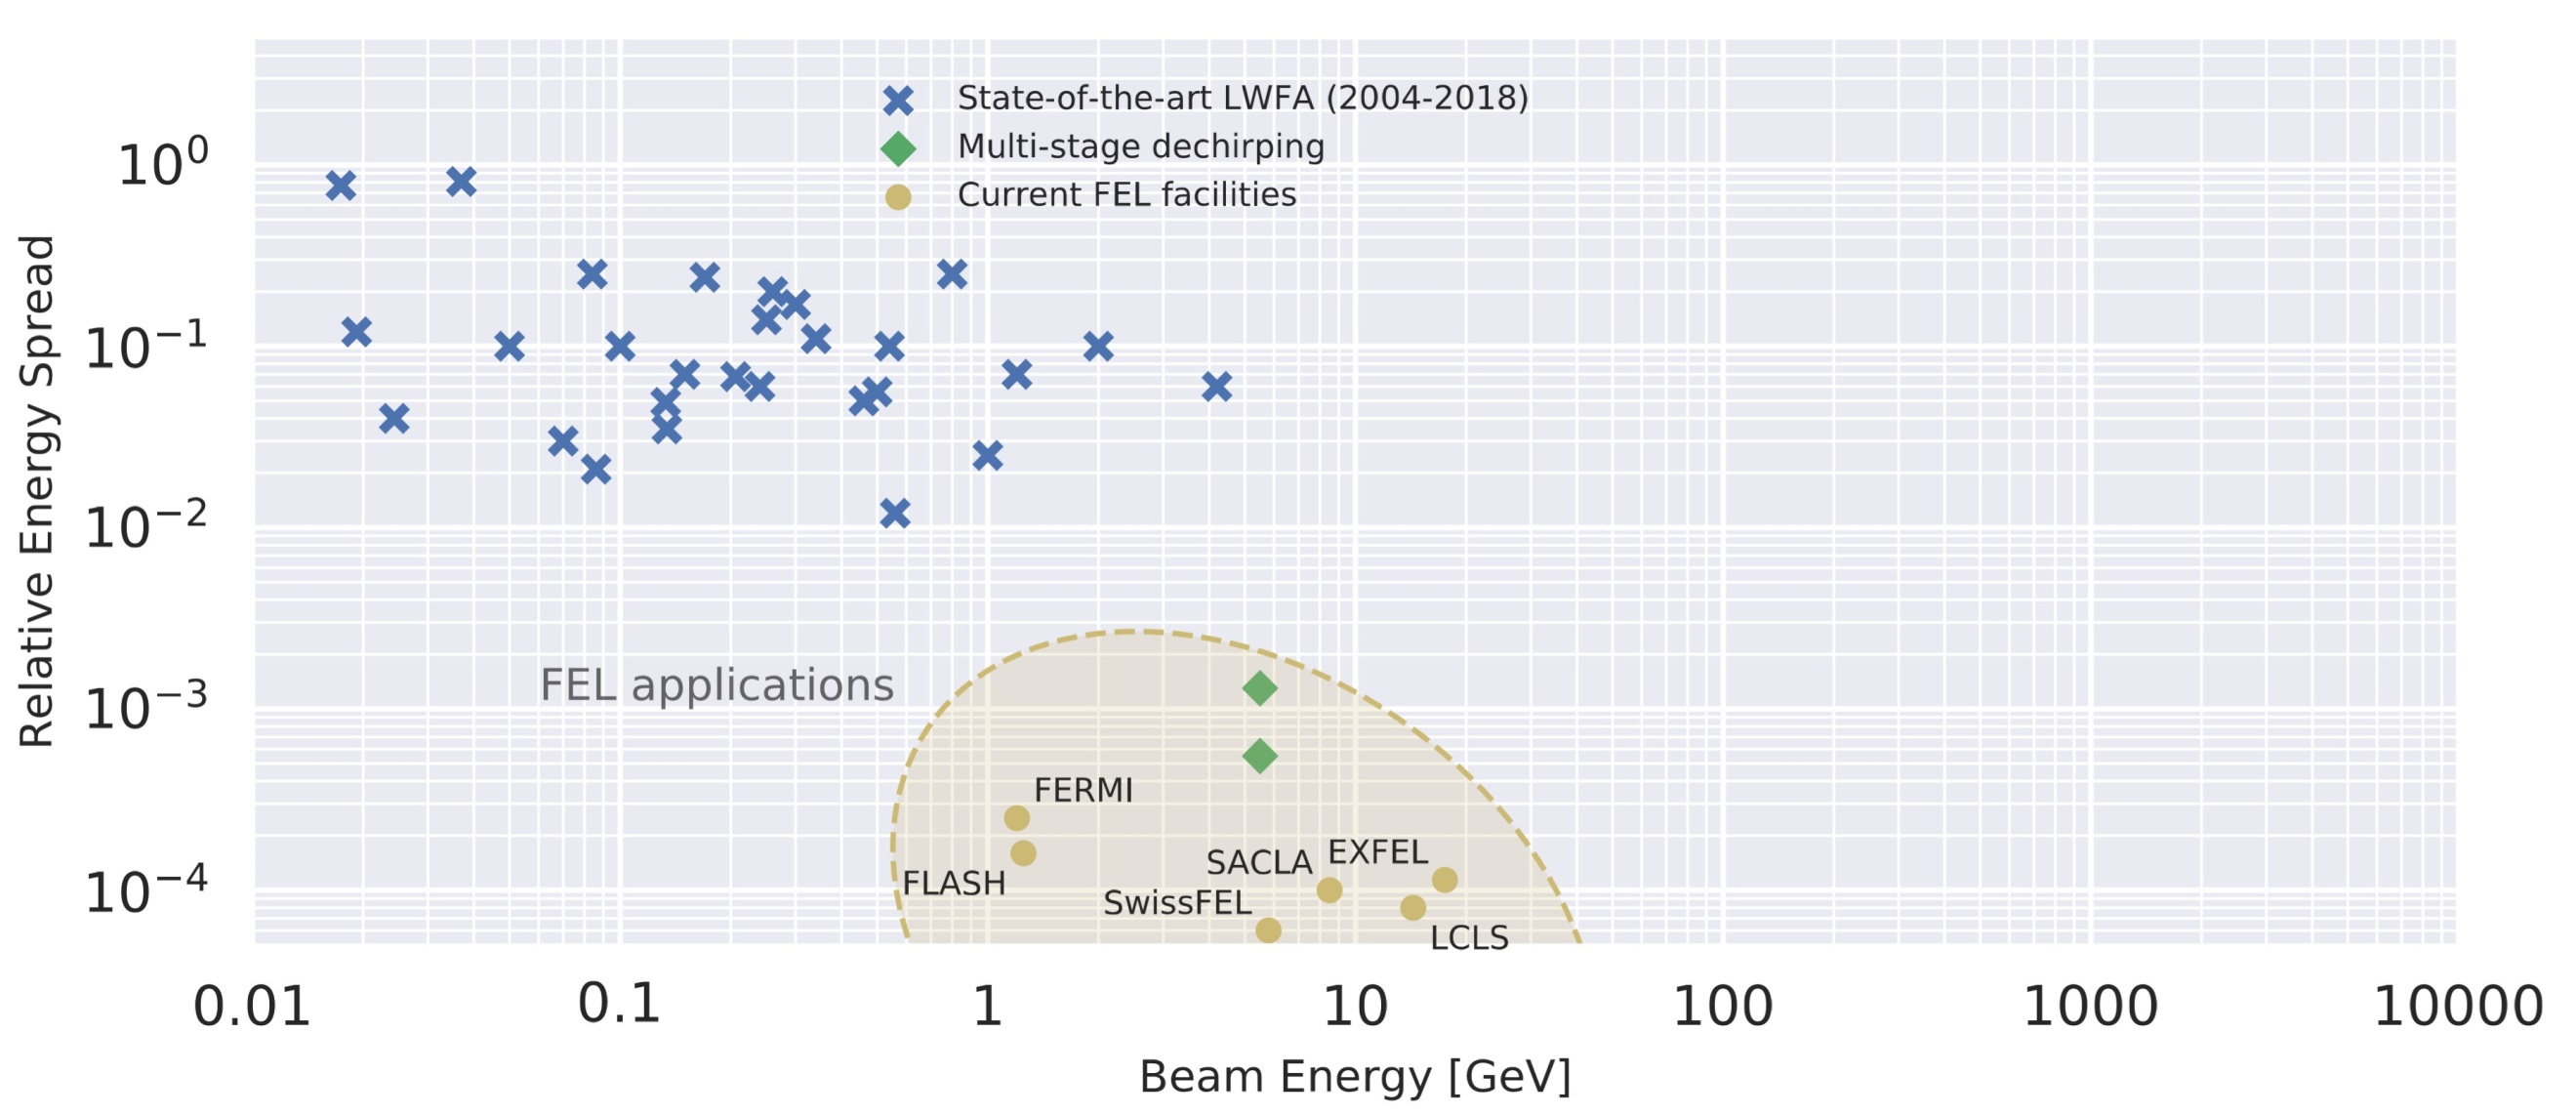 State-of-the-art LWFA (2004-2018)
Multi-stage dechirping
Current FEL facilities
Relative Energy Spread
10⁰
10⁻¹
10⁻²
10⁻³
10⁻⁴
FEL applications
FERMI
FLASH
SACLA
EXFEL
SwissFEL
LCLS
0.01 0.1 1 10 100 1000 10000
Beam Energy [GeV]